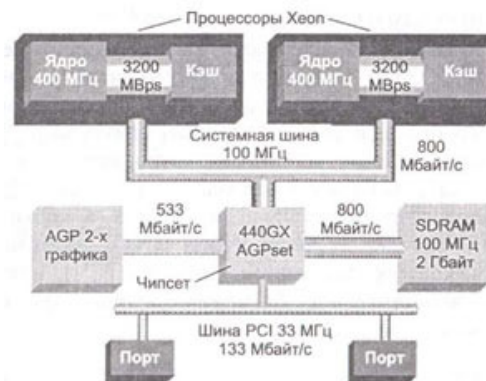 Процессоры Xeon
Ядро
400 МГц
3200
MBps
Кэш
Ядро
400 МГц
3200
MBps
Кэш
Системная шина
100 МГц
800
Мбайт/с
533
Мбайт/с
800
Мбайт/с
AGP 2-х
графика
440GX
AGPset
SDRAM
100 МГц
2 Гбайт
Чипсет
Шина PCI 33 МГц
133 Мбайт/с
Порт
Порт